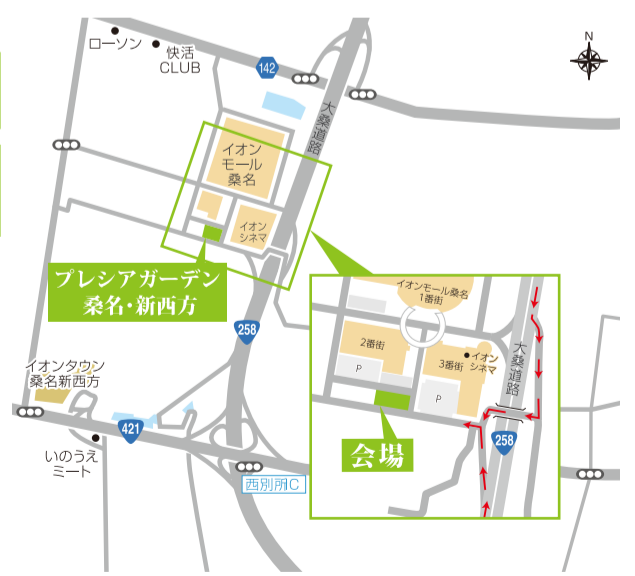 ローソン
快活
CLUB
142
N
大桑道路
イオン
モール
桑名
イオン
シネマ
プレシアガーデン
桑名・新西方
258
イオンタウン
桑名新西方
421
いのうえ
ミート
西別所IC
イオンモール桑名
1番街
2番街
3番街
イオン
シネマ
大桑道路
P
P
258
会場